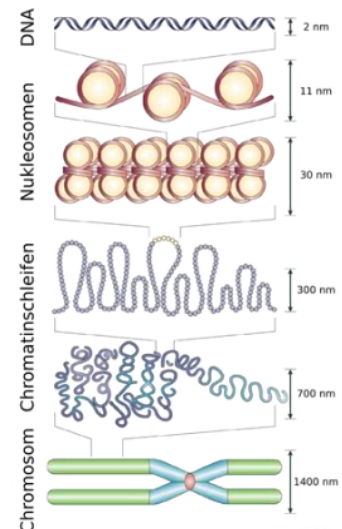 DNA
2 nm
Nukleosomen
11 nm
30 nm
Chromatinschleifen
300 nm
700 nm
Chromosom
1400 nm